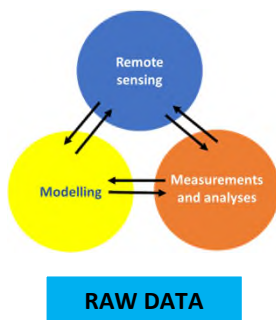 Remote
sensing
Modelling
Measurements
and analyses
RAW DATA